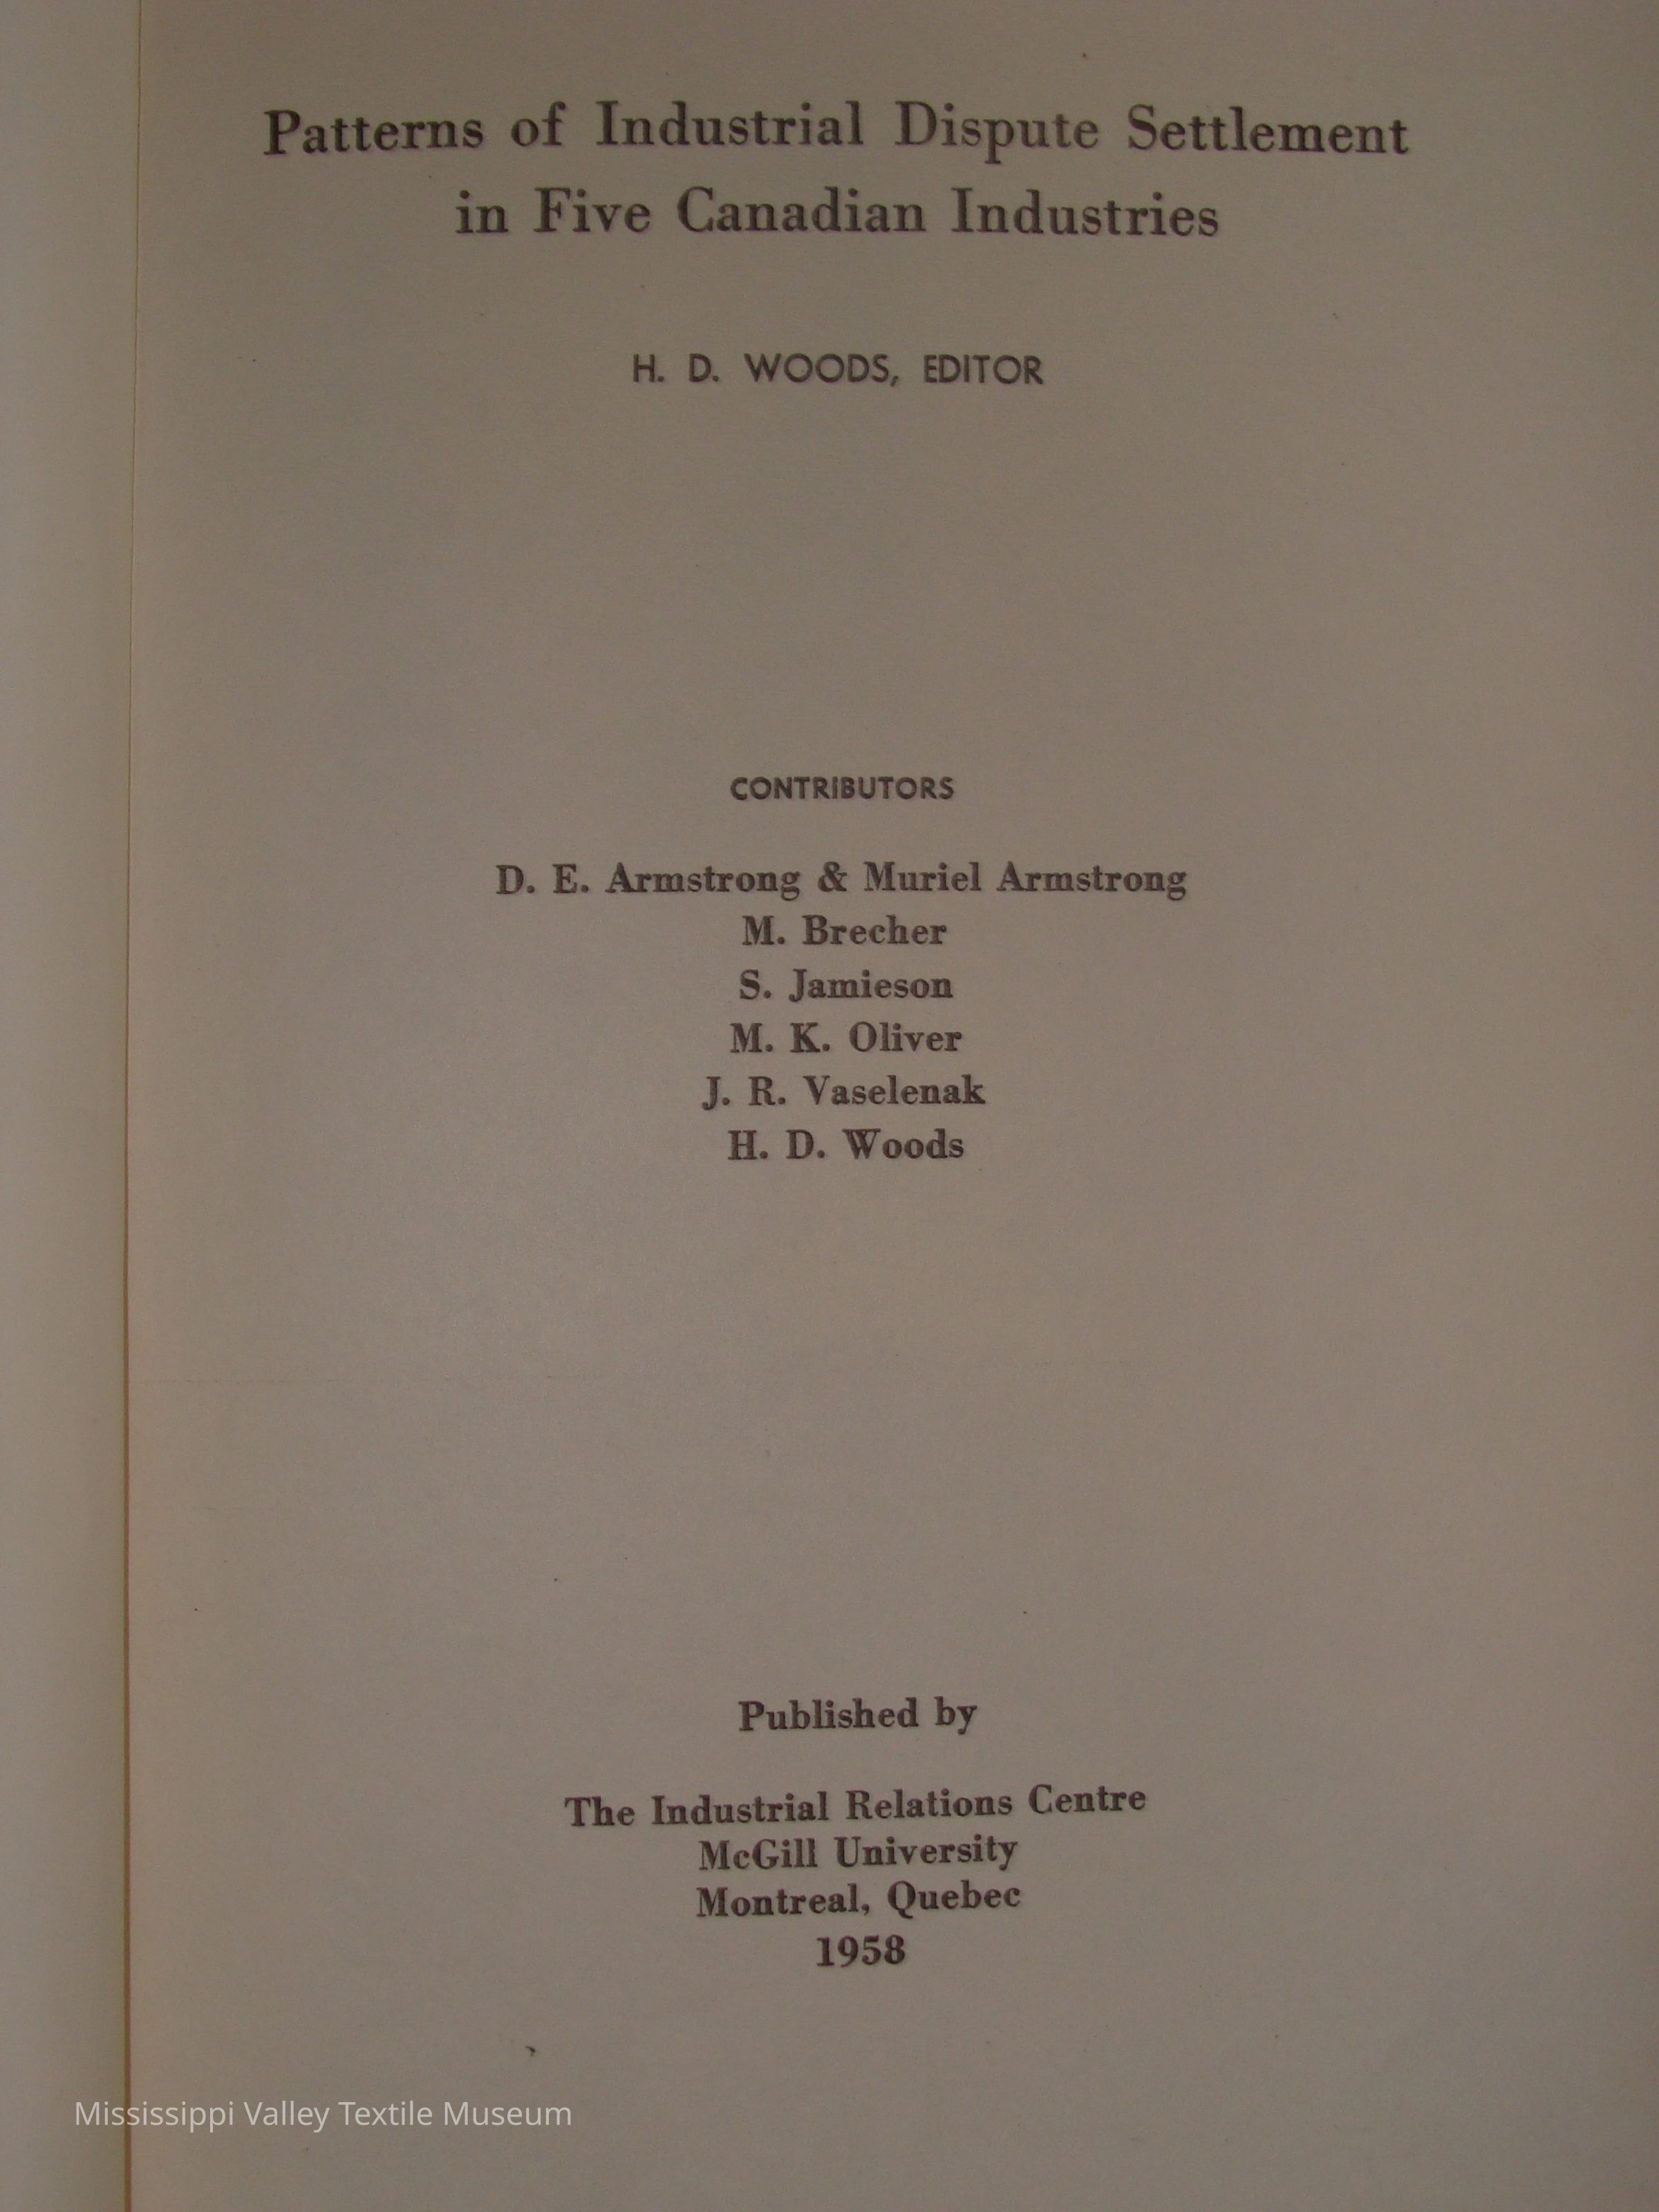 Patterns of Industrial Dispute Settlement
in Five Canadian Industries
H. D. WOODS, EDITOR
CONTRIBUTORS
D. E. Armstrong & Muriel Armstrong
M. Brecher
S. Jamieson
M. K. Oliver
J. R. Vaselenak
H. D. Woods
Published by
The Industrial Relations Centre
McGill University
Montreal, Quebec
1958
Mississippi Valley Textile Museum